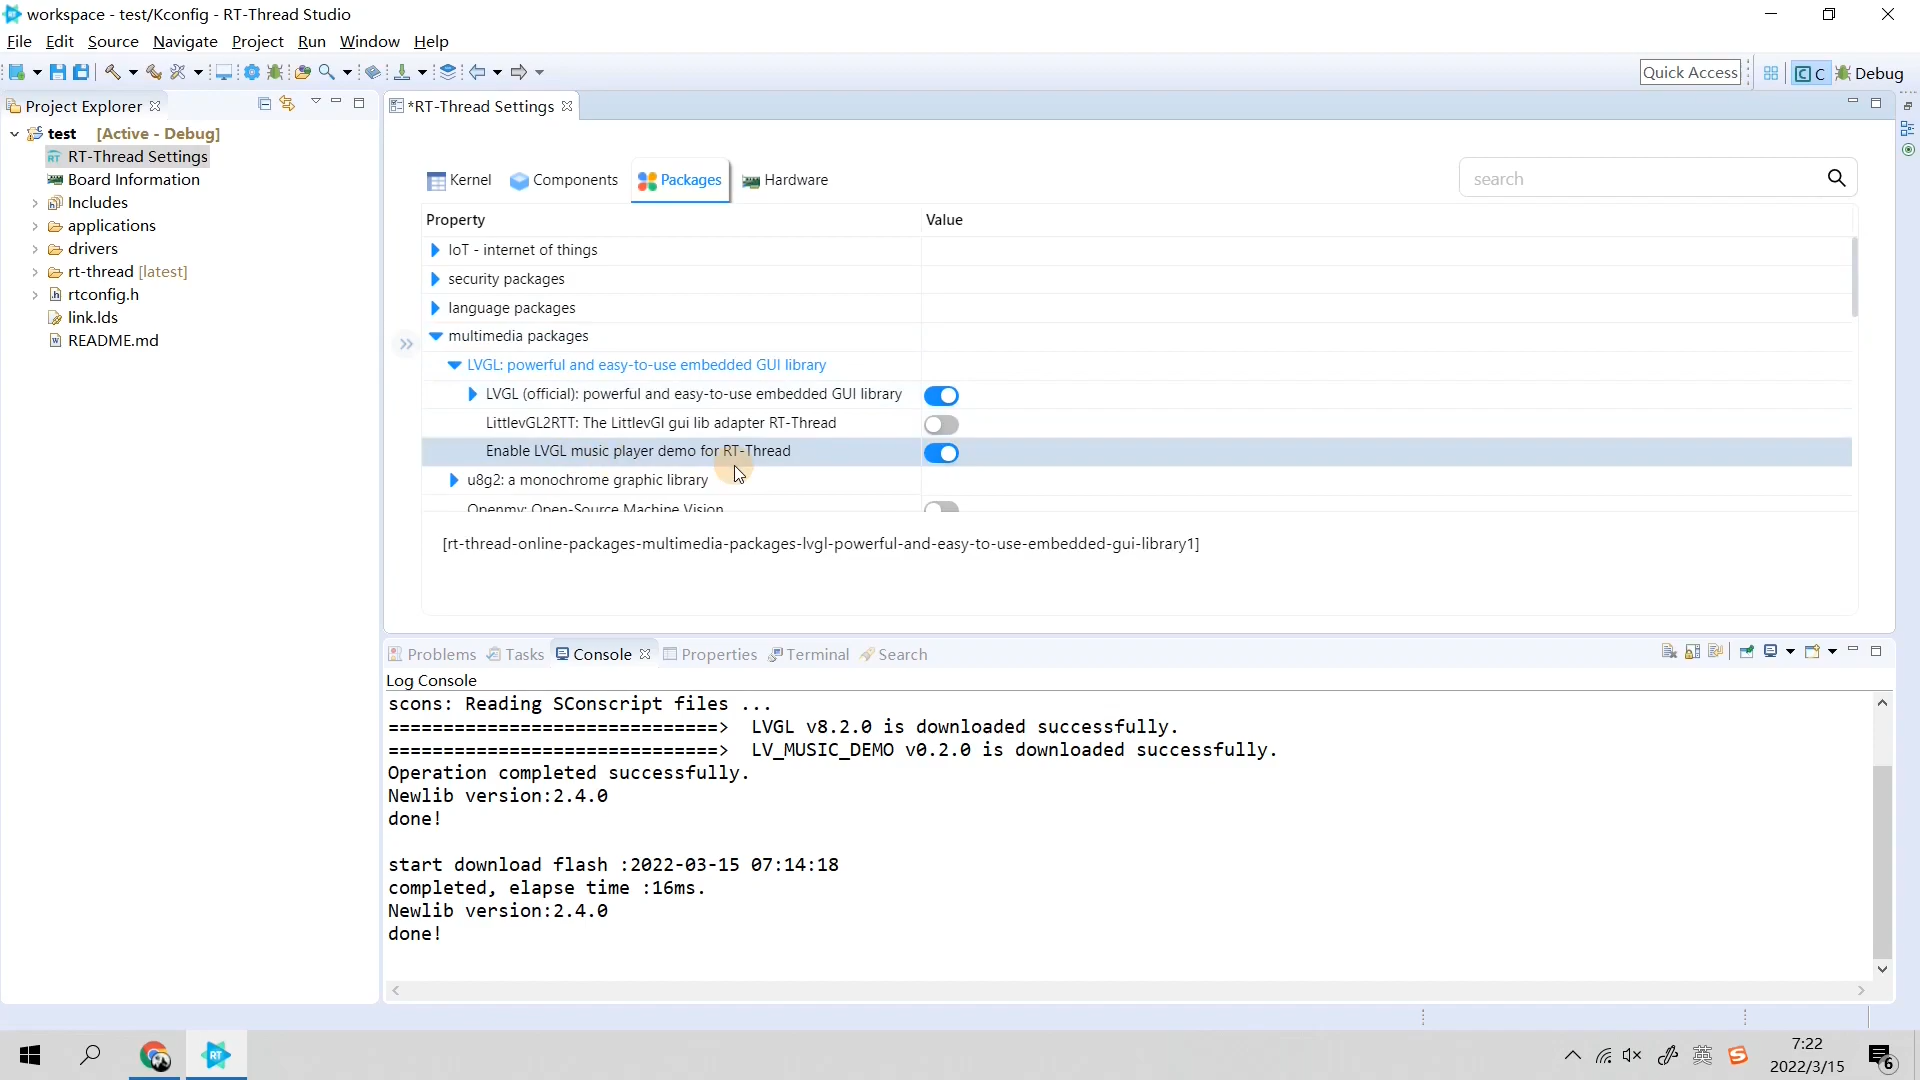 workspace - test/Kconfig - RT-Thread Studio
File Edit Source Navigate Project Run Window Help
Quick Access
C
Debug
Project Explorer
*RT-Thread Settings
test [Active - Debug]
RT-Thread Settings
Board Information
Includes
applications
drivers
rt-thread [latest]
rtconfig.h
link.lds
README.md
Kernel
Components
Packages
Hardware
search
Property
Value
IoT - internet of things
security packages
language packages
multimedia packages
LVGL: powerful and easy-to-use embedded GUI library
LVGL (official): powerful and easy-to-use embedded GUI library
LittlevGL2RTT: The LittlevGl gui lib adapter RT-Thread
Enable LVGL music player demo for RT-Thread
u8g2: a monochrome graphic library
Openmv: Open-Source Machine Vision
[rt-thread-online-packages-multimedia-packages-lvgl-powerful-and-easy-to-use-embedded-gui-library1]
Problems
Tasks
Console
Properties
Terminal
Search
Log Console
scons: Reading SConscript files ...
==============================> LVGL v8.2.0 is downloaded successfully.
==============================> LV_MUSIC_DEMO v0.2.0 is downloaded successfully.
Operation completed successfully.
Newlib version:2.4.0
done!
start download flash :2022-03-15 07:14:18
completed, elapse time :16ms.
Newlib version:2.4.0
done!
RT
英
S
7:22
2022/3/15
6